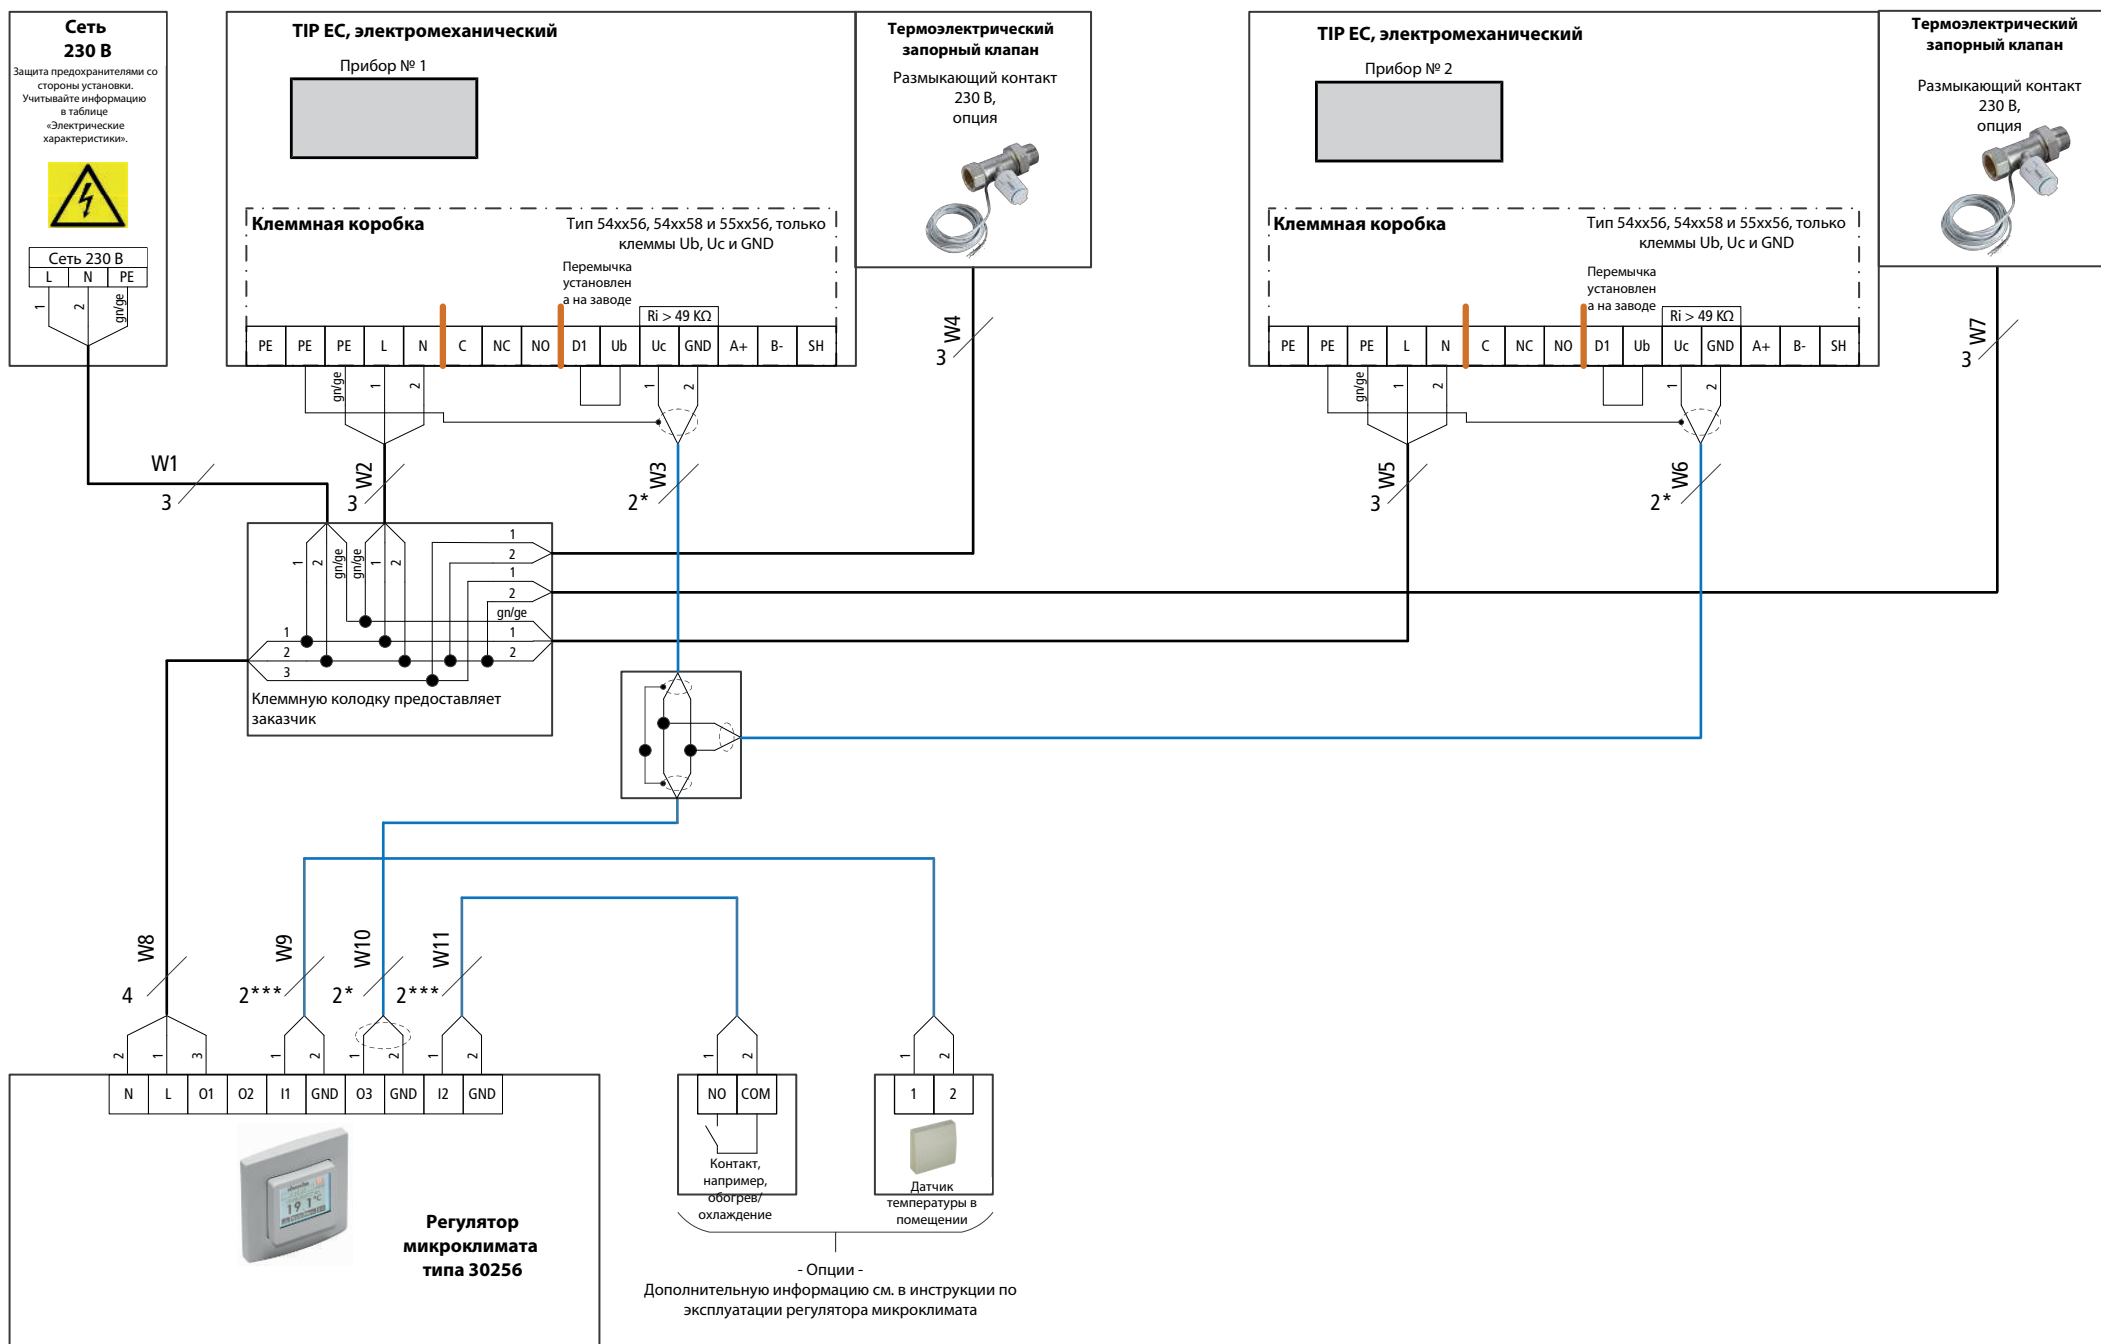 Сеть
230 В
Защита предохранителями со
стороны установки.
Учитывайте информацию
в таблице
«Электрические
характеристики».
Сеть 230 В
L N PE
1 2 gn/ge
TIP EC, электромеханический
Прибор № 1
Клеммная коробка
Тип 54xx56, 54xx58 и 55xx56, только
клеммы Ub, Uc и GND
Перемычка
установлен
а на заводе
Ri > 49 KΩ
PE PE PE L N C NC NO D1 Ub Uc GND A+ B- SH
gn/ge 1 2 1 2
Термоэлектрический
запорный клапан
Размыкающий контакт
230 В,
опция
TIP EC, электромеханический
Прибор № 2
Клеммная коробка
Тип 54xx56, 54xx58 и 55xx56, только
клеммы Ub, Uc и GND
Перемычка
установлен
а на заводе
Ri > 49 KΩ
PE PE PE L N C NC NO D1 Ub Uc GND A+ B- SH
gn/ge 1 2 1 2
Термоэлектрический
запорный клапан
Размыкающий контакт
230 В,
опция
W4
3
W7
3
W1
3
W2
3
W3
2*
W5
3
W6
2*
1 2 gn/ge gn/ge 1 2
1
2
1
2
gn/ge
1
2
1
2
3
Клеммную колодку предоставляет
заказчик
W8
4
W9
2***
W10
2*
W11
2***
2 1 3 1 2 1 2 1 2
N L O1 O2 I1 GND O3 GND I2 GND
19.1°C
Регулятор
микроклимата
типа 30256
1 2
NO COM
Контакт,
например,
обогрев/
охлаждение
1 2
1 2
Датчик
температуры в
помещении
- Опции -
Дополнительную информацию см. в инструкции по
эксплуатации регулятора микроклимата